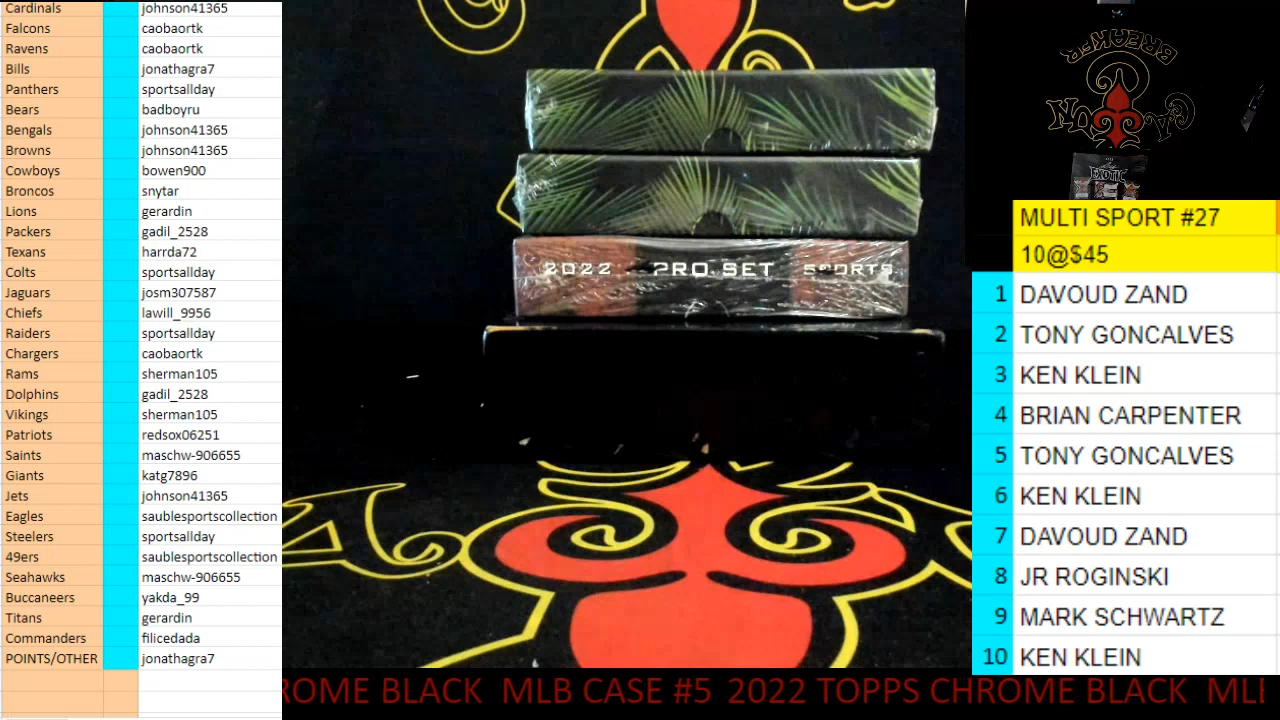 Cardinals johnson41365
Falcons caobaortk
Ravens caobaortk
Bills jonathagra7
Panthers sportsallday
Bears badboyru
Bengals johnson41365
Browns johnson41365
Cowboys bowen900
Broncos snytar
Lions gerardin
Packers gadil_2528
Texans harrda72
Colts sportsallday
Jaguars josm307587
Chiefs lawill_9956
Raiders sportsallday
Chargers caobaortk
Rams sherman105
Dolphins gadil_2528
Vikings sherman105
Patriots redsox06251
Saints maschw-906655
Giants katg7896
Jets johnson41365
Eagles saublesportscollection
Steelers sportsallday
49ers saublesportscollection
Seahawks maschw-906655
Buccaneers yakda_99
Titans gerardin
Commanders filicedada
POINTS/OTHER jonathagra7
2022 PRO SET SPORTS
BREAKER
EXOTIC
MULTI SPORT #27
10@$45
1 DAVOUD ZAND
2 TONY GONCALVES
3 KEN KLEIN
4 BRIAN CARPENTER
5 TONY GONCALVES
6 KEN KLEIN
7 DAVOUD ZAND
8 JR ROGINSKI
9 MARK SCHWARTZ
10 KEN KLEIN
ROME BLACK MLB CASE #5 2022 TOPPS CHROME BLACK ML